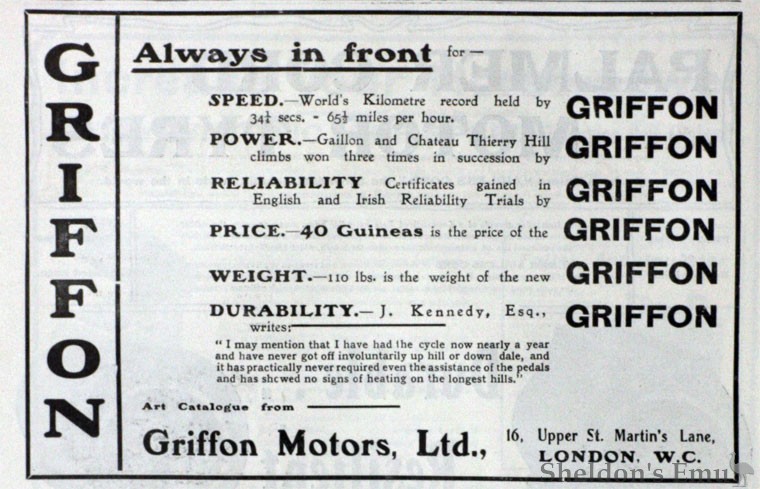 GRIFFON
Always in front for—
SPEED.—World's Kilometre record held by GRIFFON
34¼ secs. - 65½ miles per hour.
POWER.—Gaillon and Chateau Thierry Hill GRIFFON
climbs won three times in succession by
RELIABILITY Certificates gained in GRIFFON
English and Irish Reliability Trials by
PRICE.—40 Guineas is the price of the GRIFFON
WEIGHT.—110 lbs. is the weight of the new GRIFFON
DURABILITY.— J. Kennedy, Esq., GRIFFON
writes:
" I may mention that I have had the cycle now nearly a year
and have never got off involuntarily up hill or down dale, and
it has practically never required even the assistance of the pedals
and has shewed no signs of heating on the longest hills."
Art Catalogue from
Griffon Motors, Ltd., 16, Upper St. Martin's Lane,
LONDON. W.C.
Sheldon's Emu